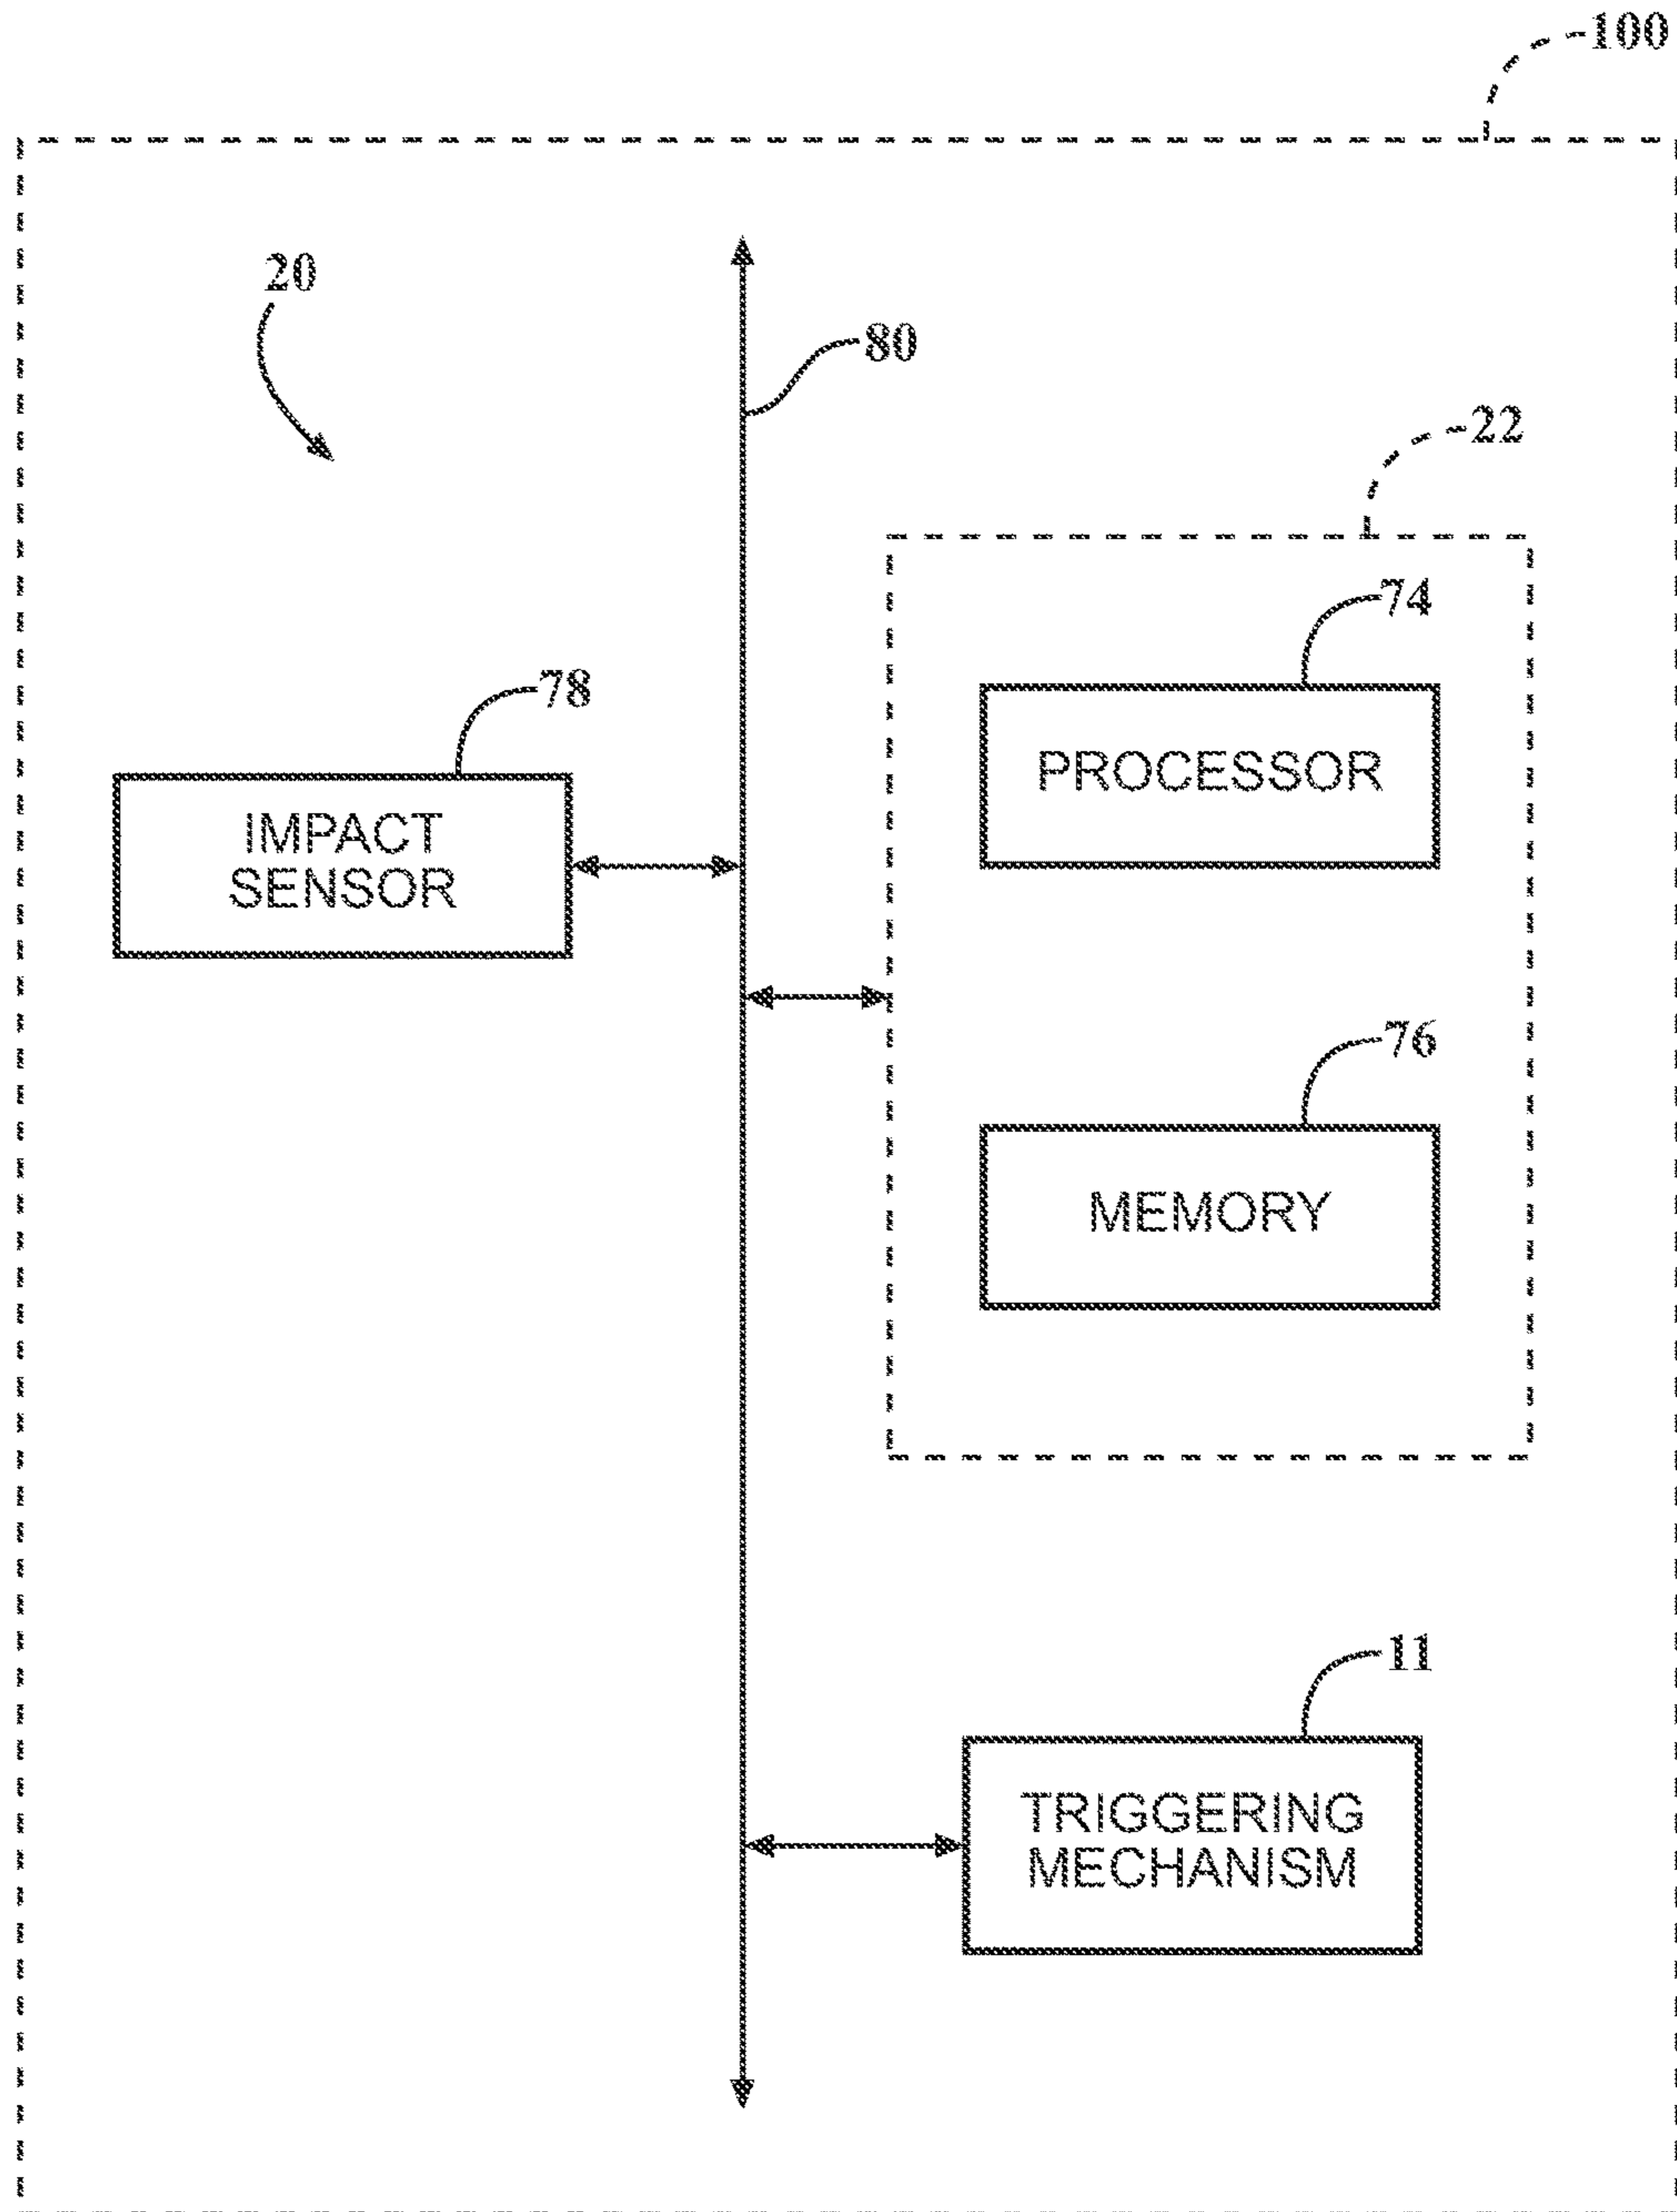 100
20
80
22
74
78
PROCESSOR
IMPACT
SENSOR
76
MEMORY
11
TRIGGERING
MECHANISM